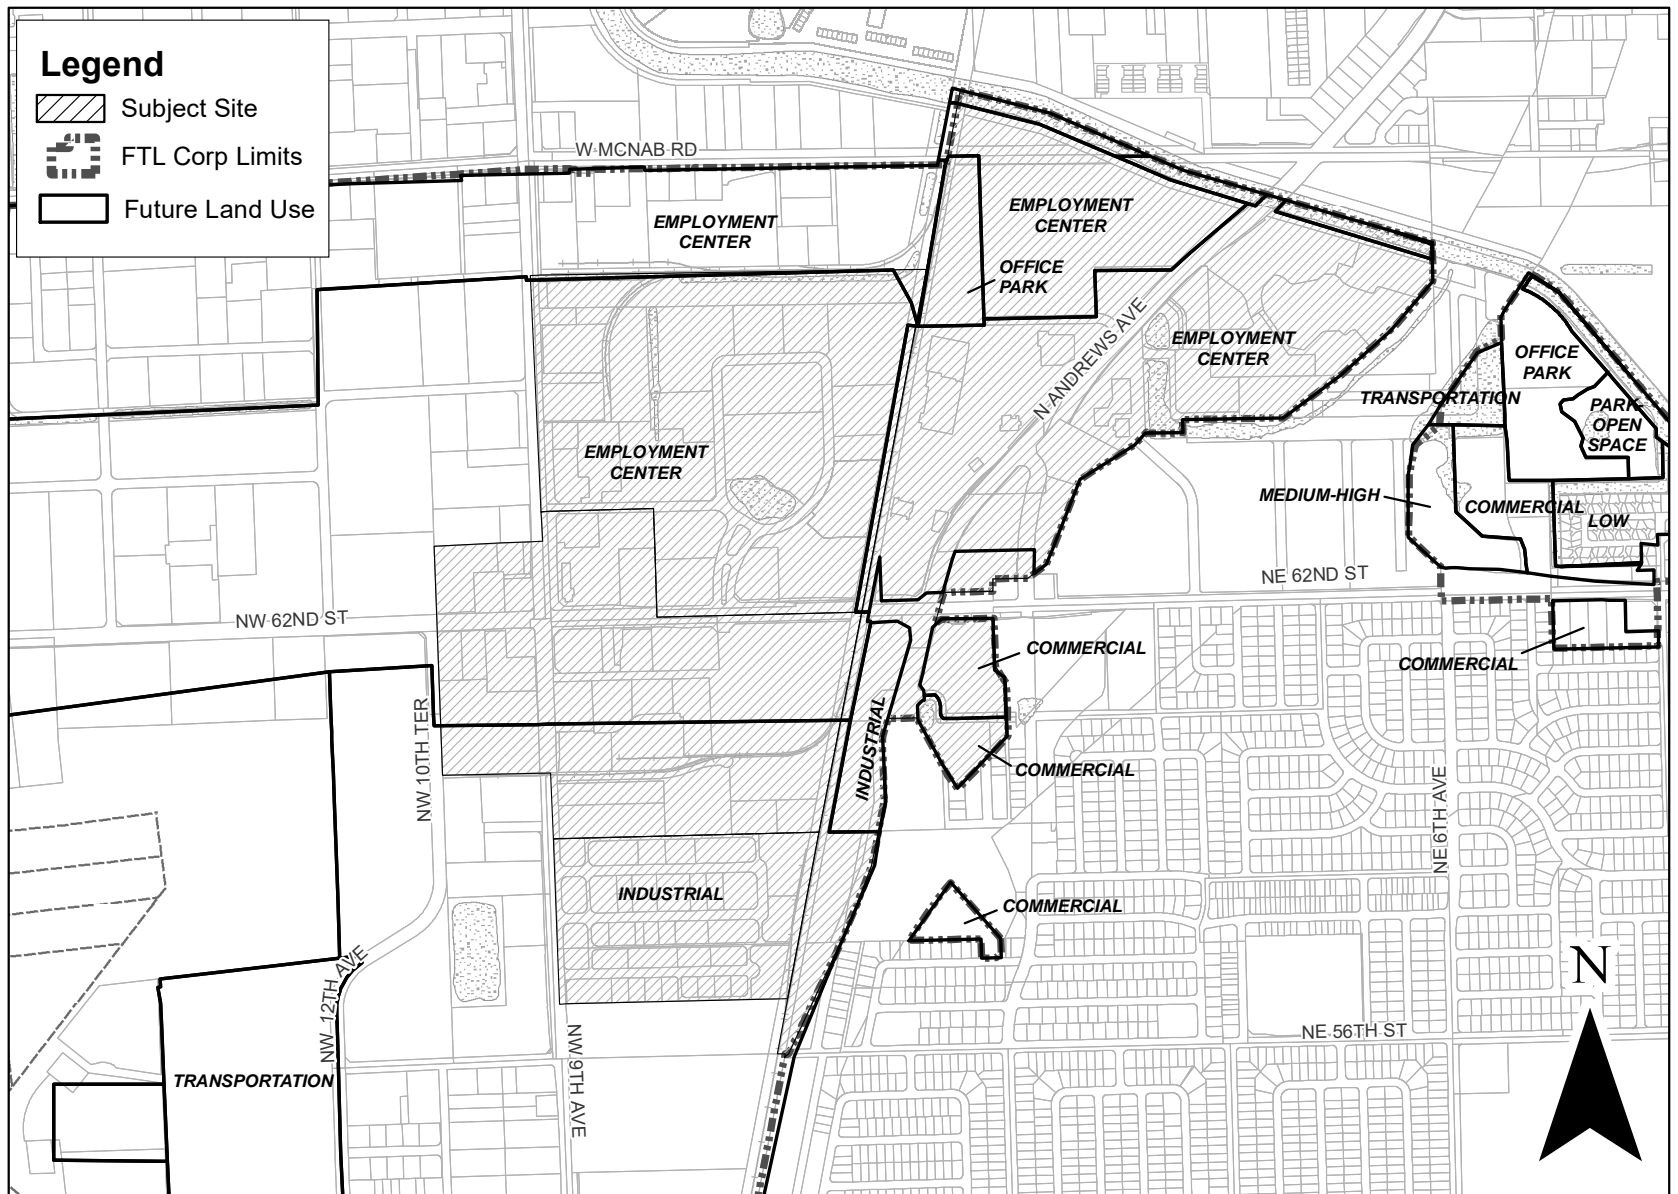 Legend
Subject Site
FTL Corp Limits
Future Land Use
W MCNAB RD
EMPLOYMENT
CENTER
EMPLOYMENT
CENTER
OFFICE
PARK
N ANDREWS AVE
EMPLOYMENT
CENTER
OFFICE
PARK
TRANSPORTATION
PARK-
OPEN
SPACE
EMPLOYMENT
CENTER
MEDIUM-HIGH
COMMERCIAL
LOW
NE 62ND ST
NW 62ND ST
COMMERCIAL
COMMERCIAL
INDUSTRIAL
NW 10TH TER
COMMERCIAL
NE 6TH AVE
INDUSTRIAL
COMMERCIAL
NW 12TH AVE
N
NE 56TH ST
NW 9TH AVE
TRANSPORTATION